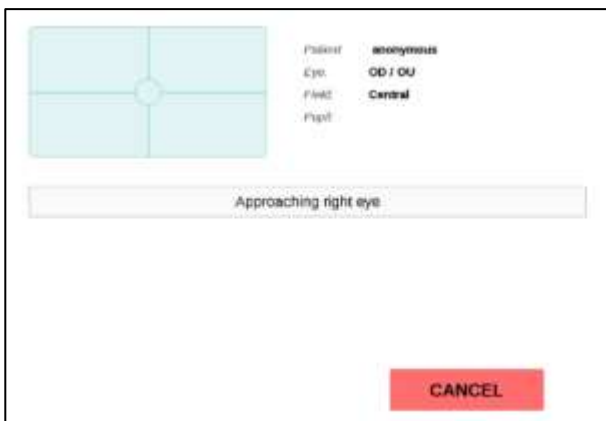 Patient anonymous
Eye OD / OU
Field Central
Pupil
Approaching right eye
CANCEL